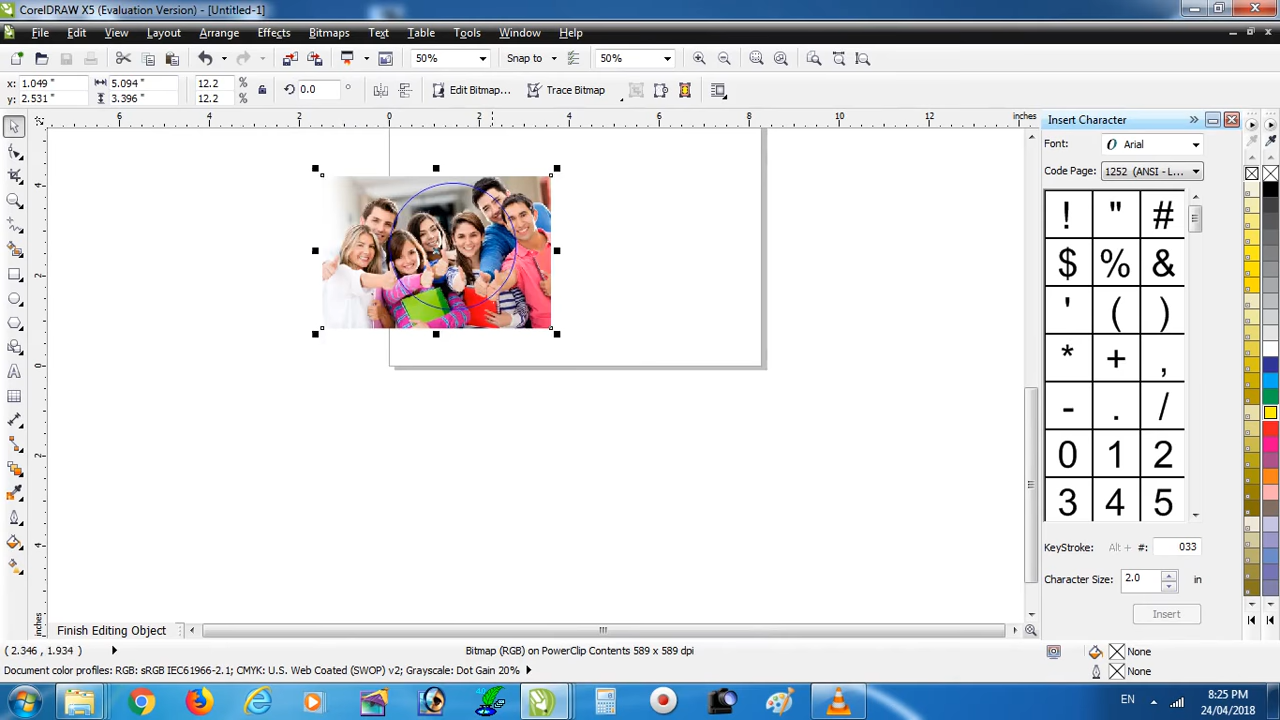 CorelDRAW X5 (Evaluation Version) - [Untitled-1]
File Edit View Layout Arrange Effects Bitmaps Text Table Tools Window Help
50% Snap to 50%
x: 1.049 " 5.094 " 12.2 % 0.0 ° Edit Bitmap... Trace Bitmap
y: 2.531 " 3.396 " 12.2 %
6 4 2 0 2 4 6 8 10 12 inches
4
2
0
2
4
inches
Insert Character
Font: O Arial
Code Page: 1252 (ANSI - L...
! " #
$ % &
' ( )
* + ,
- . /
0 1 2
3 4 5
KeyStroke: Alt + #: 033
Character Size: 2.0 in
Insert
Finish Editing Object
( 2.346 , 1.934 ) Bitmap (RGB) on PowerClip Contents 589 x 589 dpi None
Document color profiles: RGB: sRGB IEC61966-2.1; CMYK: U.S. Web Coated (SWOP) v2; Grayscale: Dot Gain 20% None
EN 8:25 PM
24/04/2018